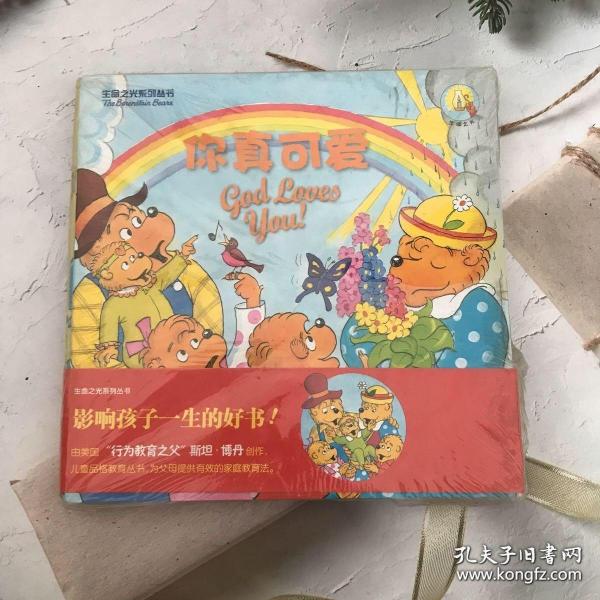 生命之光系列丛书
The Berenstain Bears
你真可爱
God Loves
You!
生命之光系列丛书
影响孩子一生的好书！
由美国“行为教育之父”斯坦·博丹创作，
儿童品格教育丛书，为父母提供有效的家庭教育法。
孔夫子旧书网
www.kongfz.com